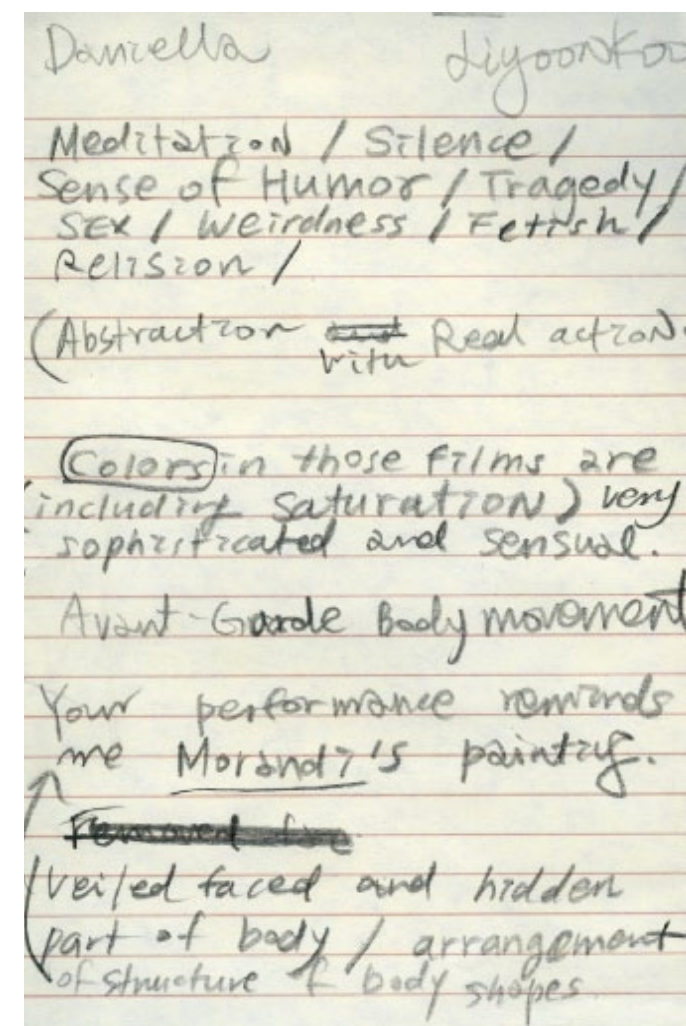 Daniella JiyoonKoo
Meditation / Silence /
Sense of Humor / Tragedy /
SEX / Weirdness / Fetish /
Relision /
(Abstraction with Real action.
Colors in those films are
(including saturation) very
sophisticated and sensual.
Avant-Garde Body movement
Your performance reminds
me Morandi's painting.
Veiled faced and hidden
part of body / arrangement
of structure of body shapes